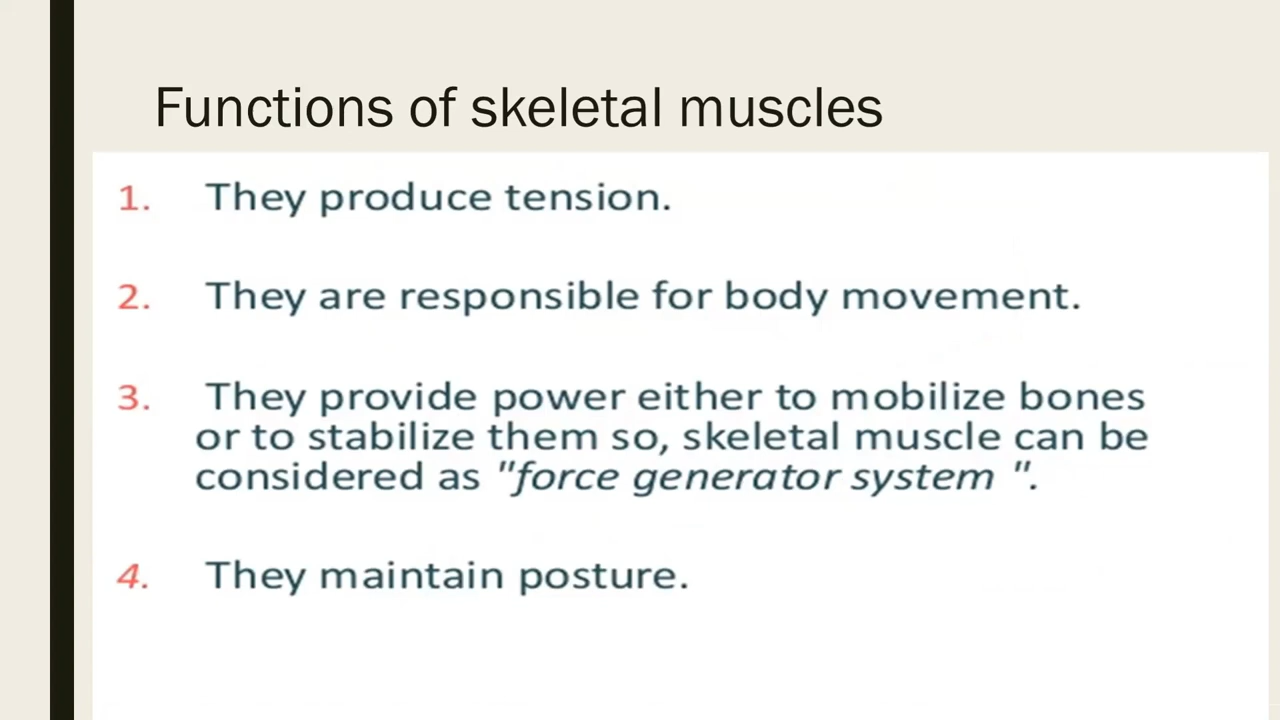 Functions of skeletal muscles
1. They produce tension.
2. They are responsible for body movement.
3. They provide power either to mobilize bones
or to stabilize them so, skeletal muscle can be
considered as "force generator system ".
4. They maintain posture.